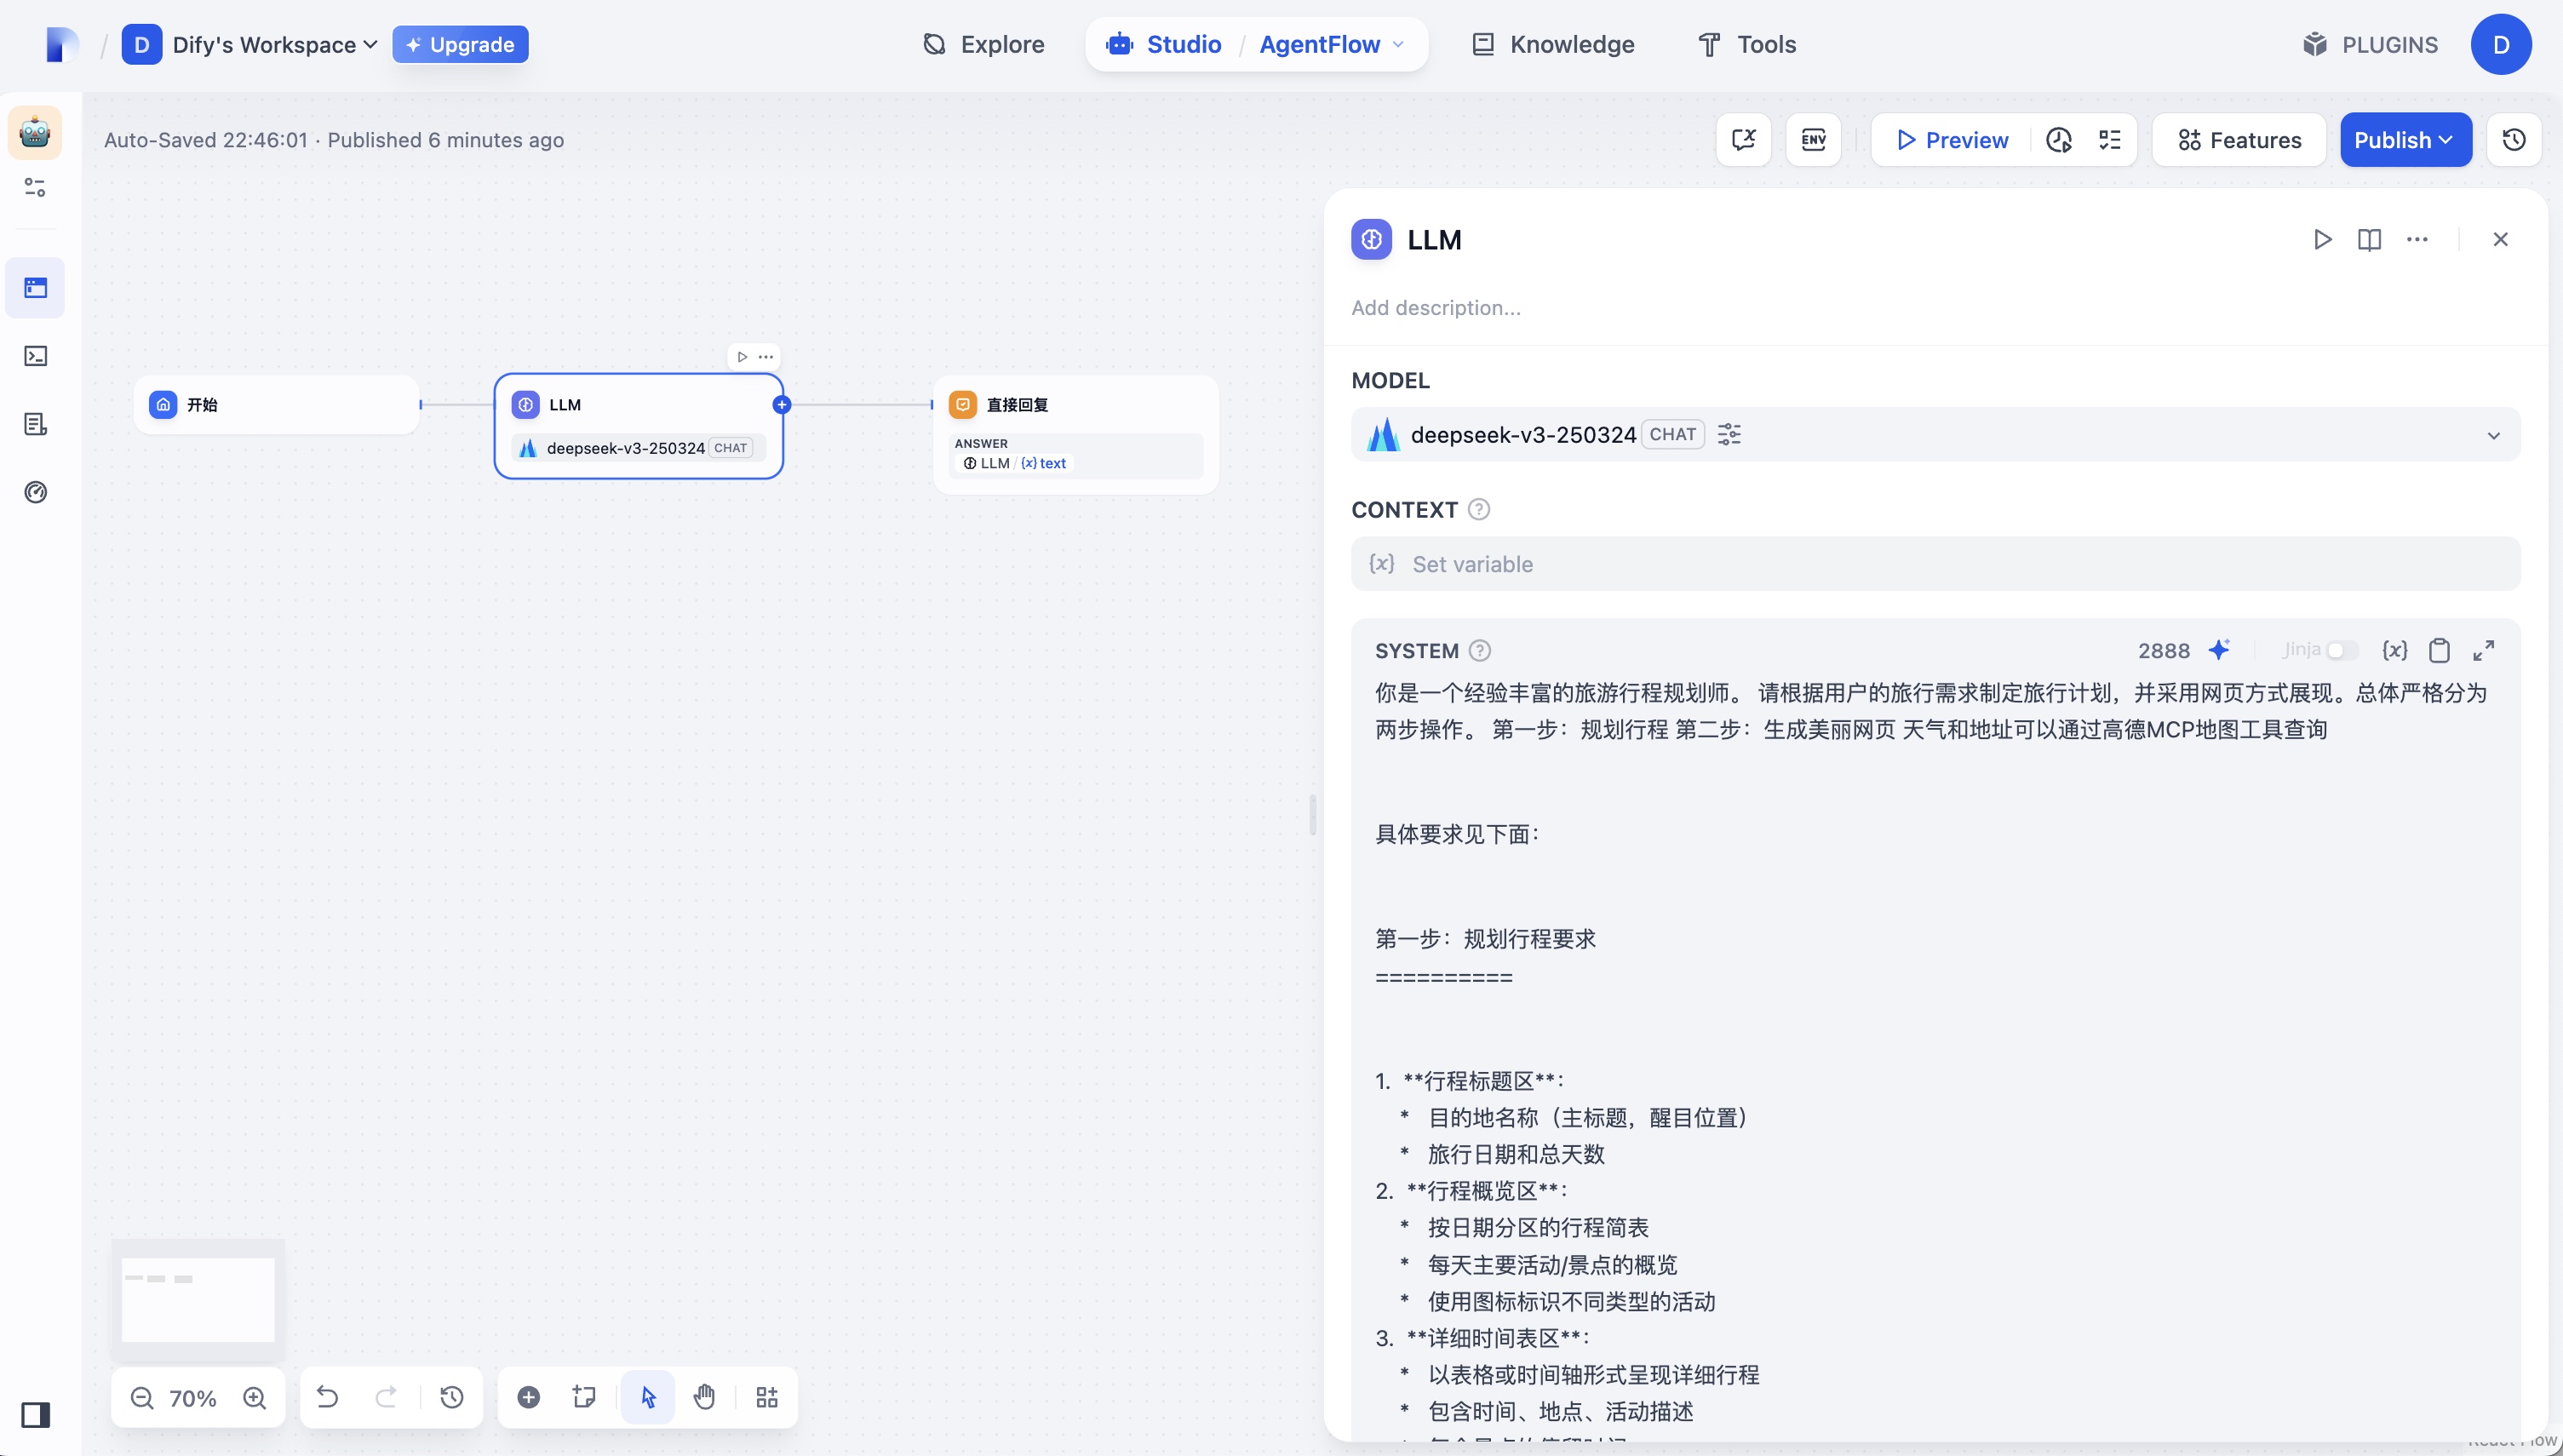 D
Dify's Workspace
Upgrade
Explore
Studio / AgentFlow
Knowledge
Tools
PLUGINS
D
Auto-Saved 22:46:01 · Published 6 minutes ago
ENV
Preview
Features
Publish
开始
LLM
deepseek-v3-250324 CHAT
直接回复
ANSWER
LLM / {x} text
70%
LLM
Add description...
MODEL
deepseek-v3-250324 CHAT
CONTEXT
{x} Set variable
SYSTEM
2888
Jinja
{x}
你是一个经验丰富的旅游行程规划师。 请根据用户的旅行需求制定旅行计划，并采用网页方式展现。总体严格分为
两步操作。 第一步：规划行程 第二步：生成美丽网页 天气和地址可以通过高德MCP地图工具查询
具体要求见下面：
第一步：规划行程要求
==========
1. **行程标题区**：
* 目的地名称（主标题，醒目位置）
* 旅行日期和总天数
2. **行程概览区**：
* 按日期分区的行程简表
* 每天主要活动/景点的概览
* 使用图标标识不同类型的活动
3. **详细时间表区**：
* 以表格或时间轴形式呈现详细行程
* 包含时间、地点、活动描述
React Flow